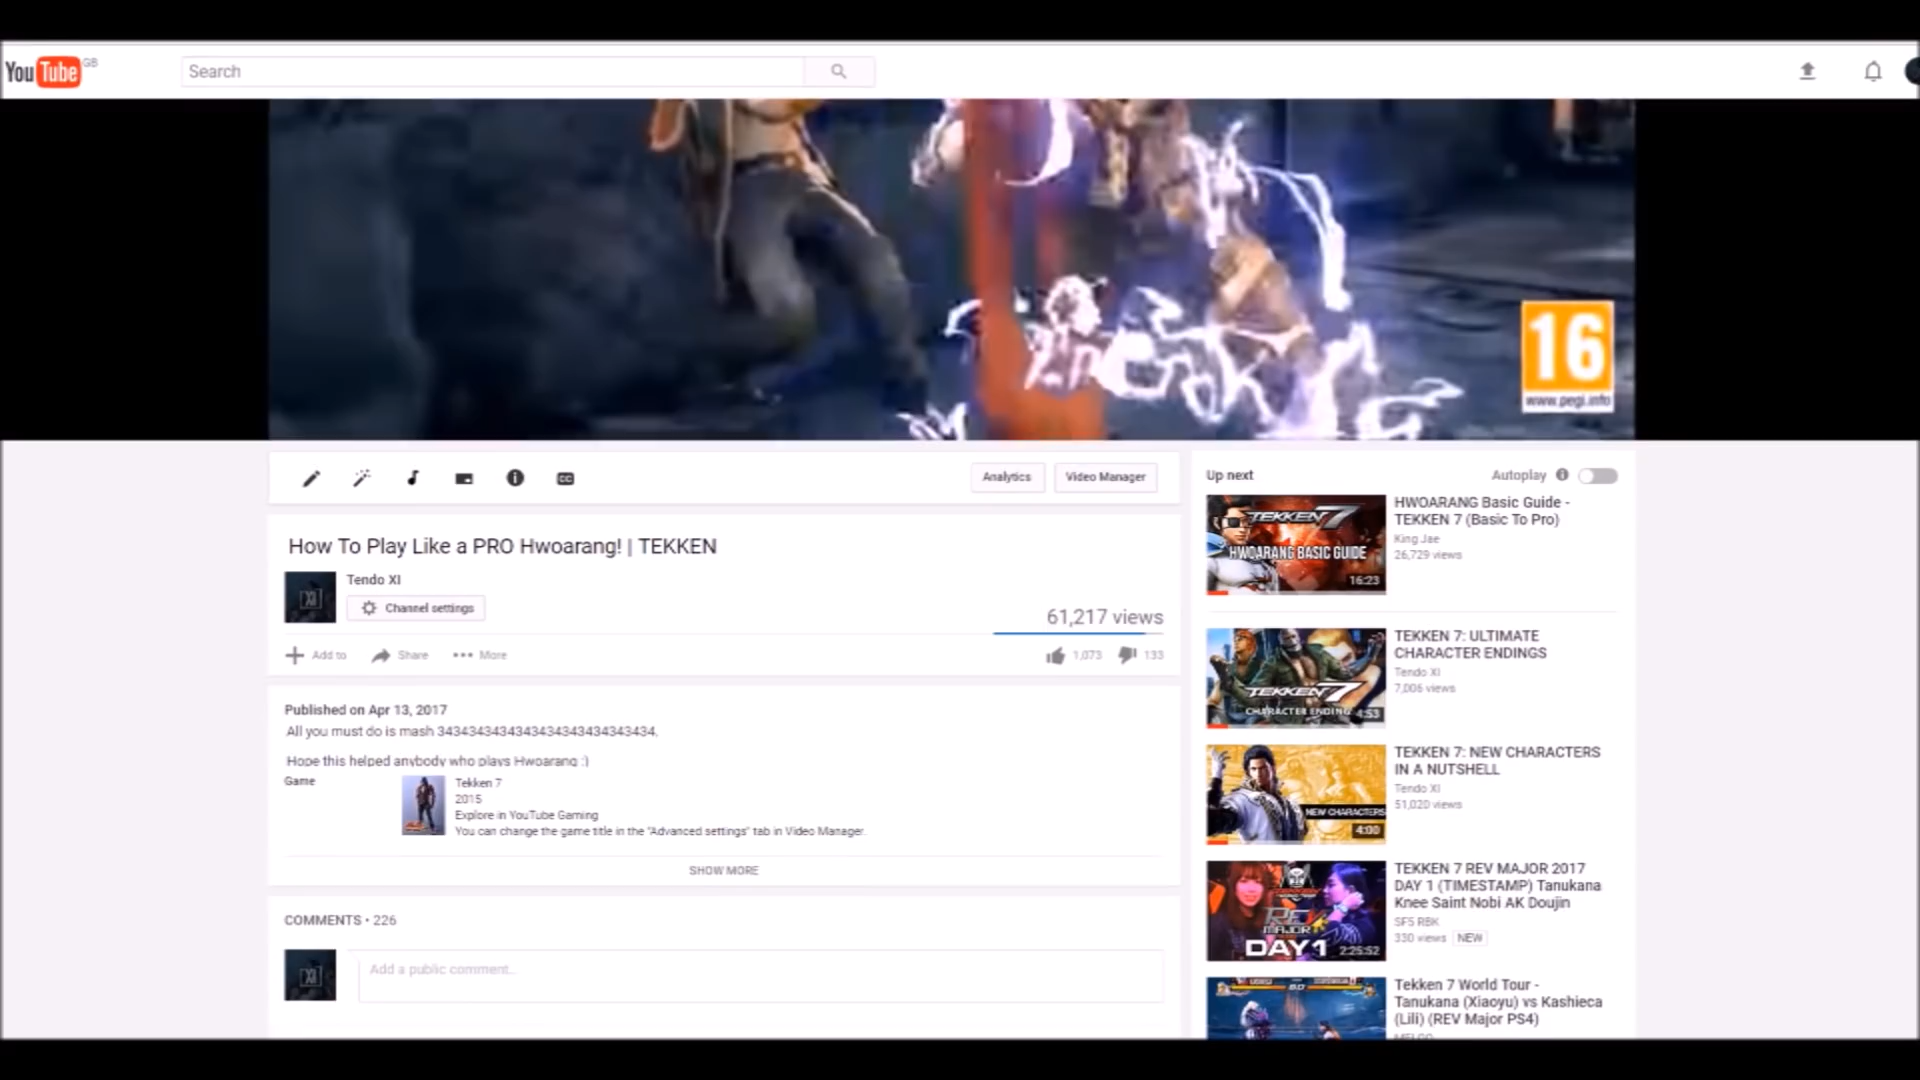 YouTube GB
Search
16
www.pegi.info
Analytics
Video Manager
How To Play Like a PRO Hwoarang! | TEKKEN
XI
Tendo XI
Channel settings
61,217 views
Add to
Share
More
1,073
133
Published on Apr 13, 2017
All you must do is mash 34343434343434343434343434.
Hope this helped anybody who plays Hwoarang :)
Game
Tekken 7
2015
Explore in YouTube Gaming
You can change the game title in the "Advanced settings" tab in Video Manager.
SHOW MORE
COMMENTS • 226
XI
Add a public comment..
Up next
Autoplay
TEKKEN 7
HWOARANG BASIC GUIDE
16:23
HWOARANG Basic Guide -
TEKKEN 7 (Basic To Pro)
King Jae
26,729 views
TEKKEN 7
CHARACTER ENDING
4:53
TEKKEN 7: ULTIMATE
CHARACTER ENDINGS
Tendo XI
7,006 views
NEW CHARACTERS
4:00
TEKKEN 7: NEW CHARACTERS
IN A NUTSHELL
Tendo XI
51,020 views
REV
MAJOR
DAY 1
2:25:52
TEKKEN 7 REV MAJOR 2017
DAY 1 (TIMESTAMP) Tanukana
Knee Saint Nobi AK Doujin
SF5 RBK
330 views NEW
Tekken 7 World Tour -
Tanukana (Xiaoyu) vs Kashieca
(Lili) (REV Major PS4)